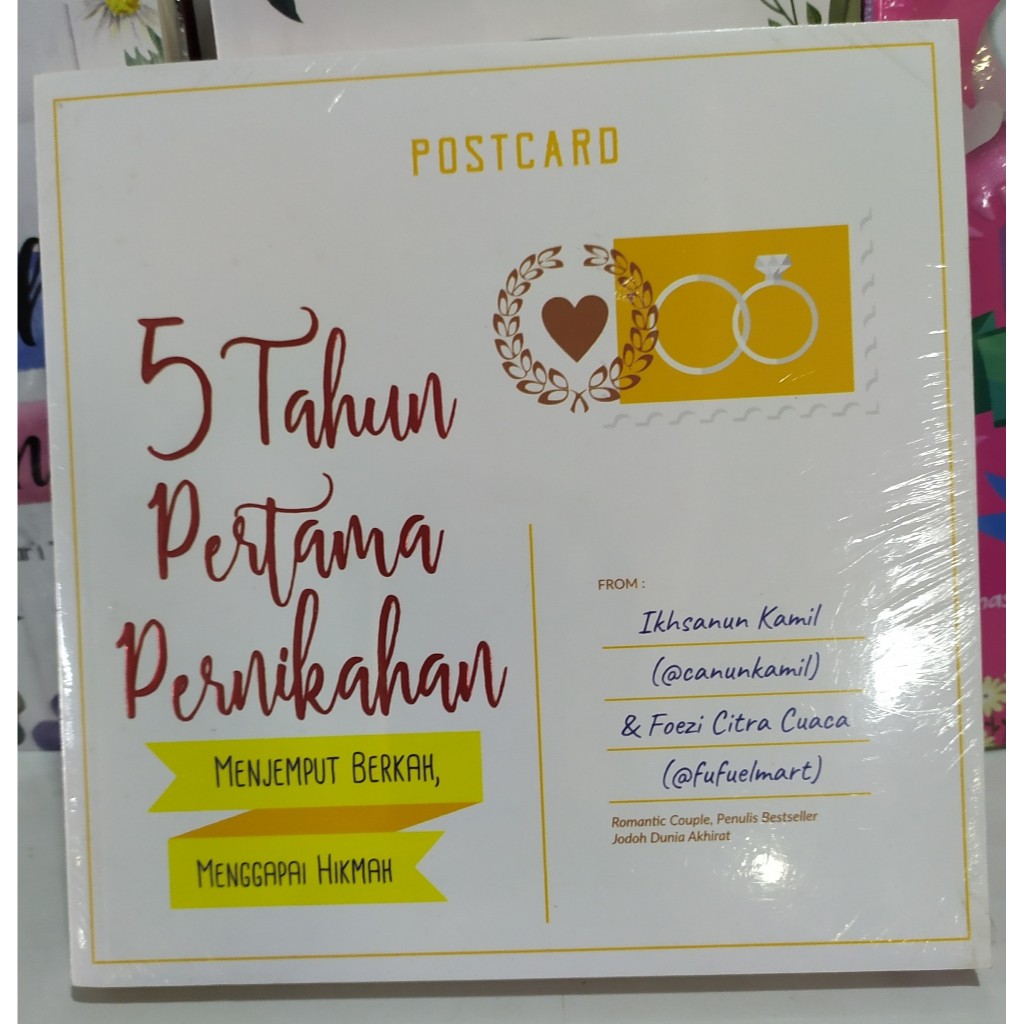 POSTCARD
5 Tahun
Pertama
Pernikahan
MENJEMPUT BERKAH,
MENGGAPAI HIKMAH
FROM :
Ikhsanun Kamil
(@canunkamil)
& Foezi Citra Cuaca
(@fufuelmart)
Romantic Couple, Penulis Bestseller
Jodoh Dunia Akhirat